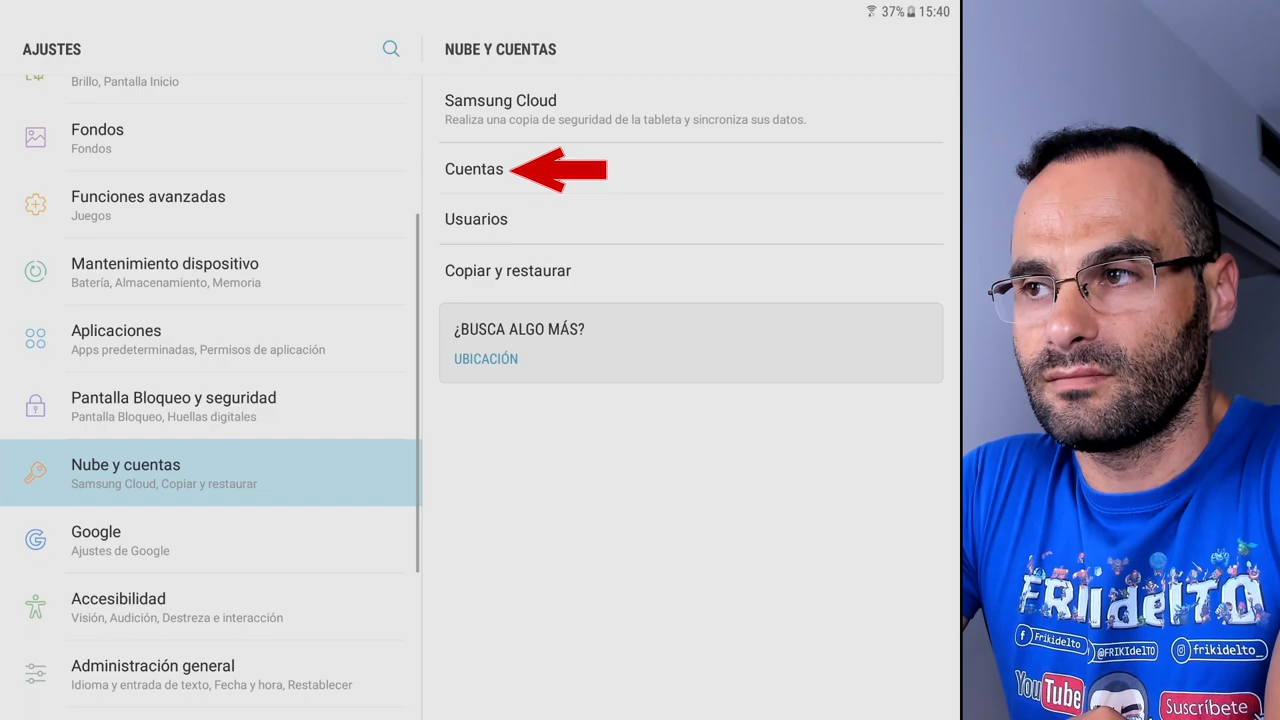 37% 15:40
AJUSTES
Brillo, Pantalla Inicio
Fondos
Fondos
Funciones avanzadas
Juegos
Mantenimiento dispositivo
Batería, Almacenamiento, Memoria
Aplicaciones
Apps predeterminadas, Permisos de aplicación
Pantalla Bloqueo y seguridad
Pantalla Bloqueo, Huellas digitales
Nube y cuentas
Samsung Cloud, Copiar y restaurar
Google
Ajustes de Google
Accesibilidad
Visión, Audición, Destreza e interacción
Administración general
Idioma y entrada de texto, Fecha y hora, Restablecer
NUBE Y CUENTAS
Samsung Cloud
Realiza una copia de seguridad de la tableta y sincroniza sus datos.
Cuentas
Usuarios
Copiar y restaurar
¿BUSCA ALGO MÁS?
UBICACIÓN
FRIkidelTO
Frikidelto
@FRIKIdelTO
frikidelto_
YouTube
Suscríbete